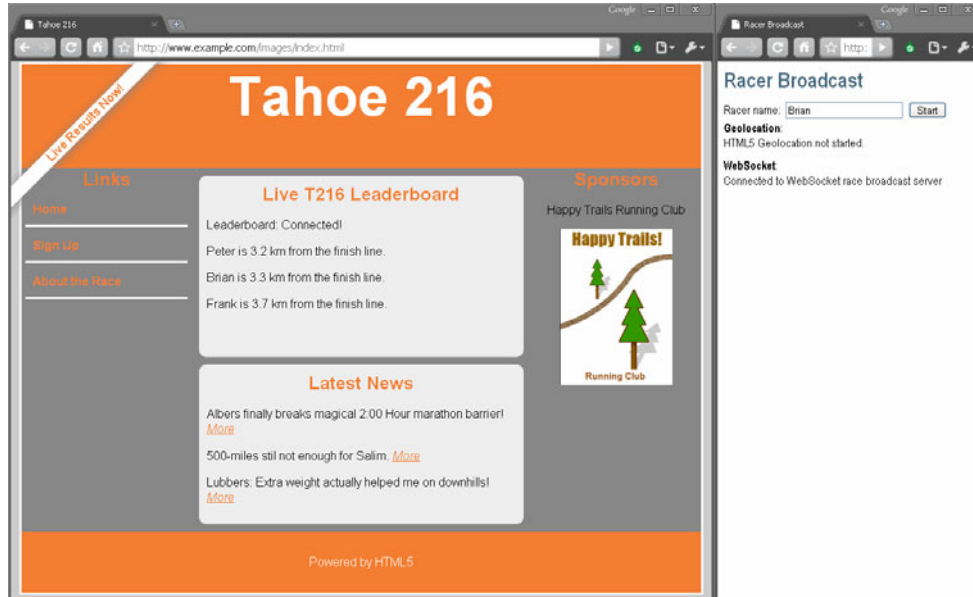 Google
Tahoe 216
http://www.example.com/images/index.html
Live Results Now!
Tahoe 216
Links
Home
Sign Up
About the Race
Live T216 Leaderboard
Leaderboard: Connected!
Peter is 3.2 km from the finish line.
Brian is 3.3 km from the finish line.
Frank is 3.7 km from the finish line.
Latest News
Albers finally breaks magical 2:00 Hour marathon barrier!
More
500-miles still not enough for Salim. More
Lubbers: Extra weight actually helped me on downhills!
More
Sponsors
Happy Trails Running Club
Happy Trails!
Running Club
Powered by HTML5
Google
Racer Broadcast
http:
Racer Broadcast
Racer name: Brian Start
Geolocation:
HTML5 Geolocation not started.
WebSocket:
Connected to WebSocket race broadcast server